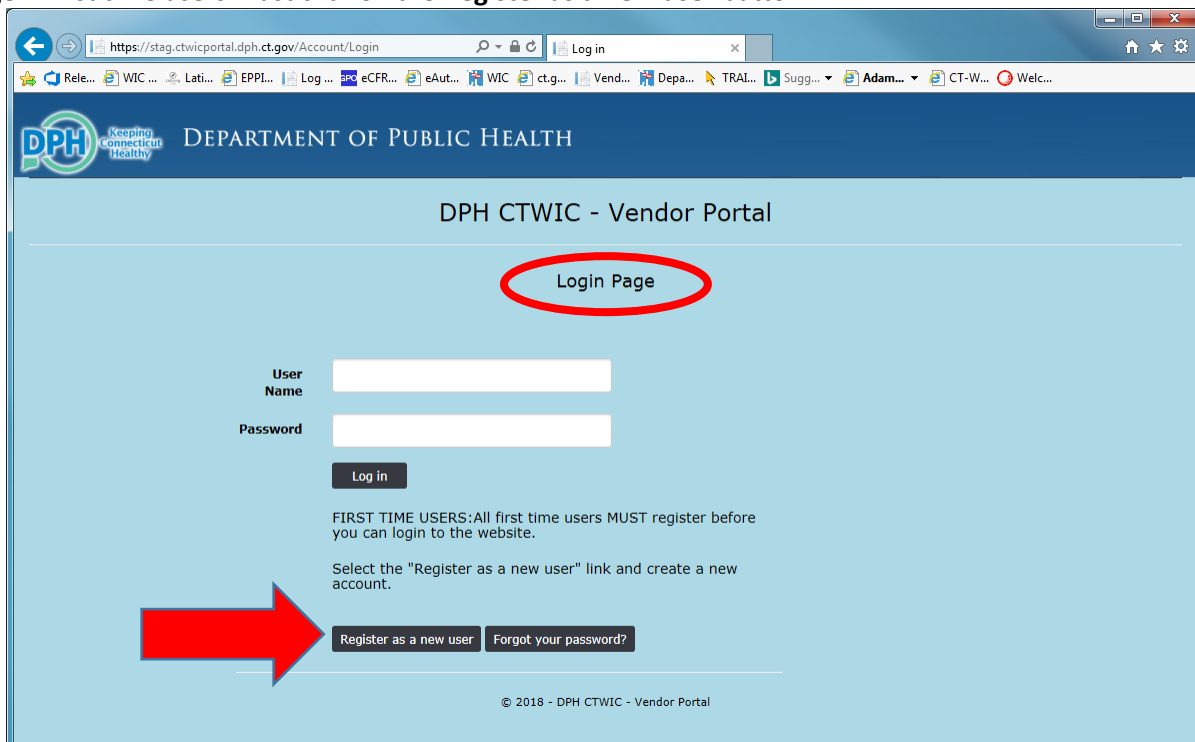 https://stag.ctwicportal.dph.ct.gov/Account/Login
Log in
Rele... WIC ... Lati... EPPI... Log ... eCFR... eAut... WIC ct.g... Vend... Depa... TRAI... Sugg... Adam... CT-W... Welc...
DPH Keeping Connecticut Healthy
DEPARTMENT OF PUBLIC HEALTH
DPH CTWIC - Vendor Portal
Login Page
User
Name
Password
Log in
FIRST TIME USERS:All first time users MUST register before
you can login to the website.
Select the "Register as a new user" link and create a new
account.
Register as a new user Forgot your password?
© 2018 - DPH CTWIC - Vendor Portal